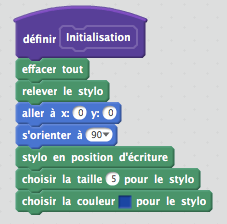 définir Initialisation
effacer tout
relever le stylo
aller à x: 0 y: 0
s'orienter à 90
stylo en position d'écriture
choisir la taille 5 pour le stylo
choisir la couleur pour le stylo